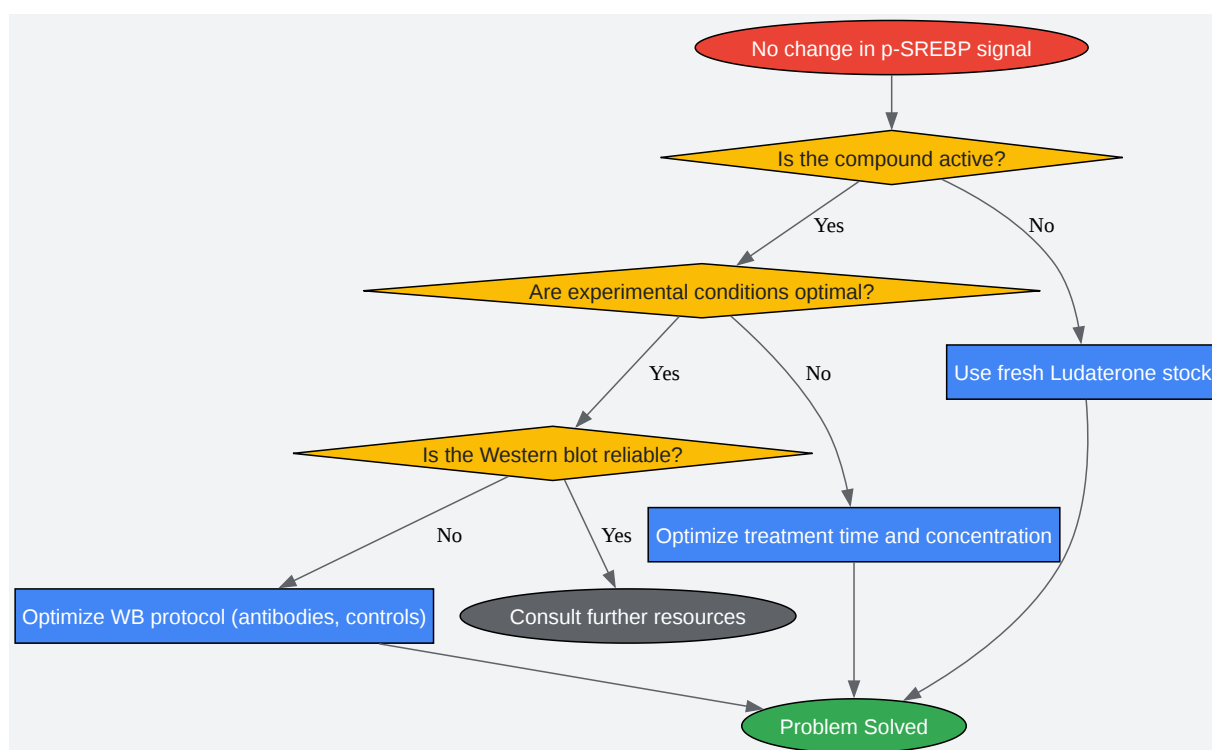 No change in p-SREBP signal
Is the compound active?
Yes
No
Are experimental conditions optimal?
Use fresh Ludaterone stock
Yes
No
Is the Western blot reliable?
No
Yes
Optimize treatment time and concentration
Optimize WB protocol (antibodies, controls)
Consult further resources
Problem Solved